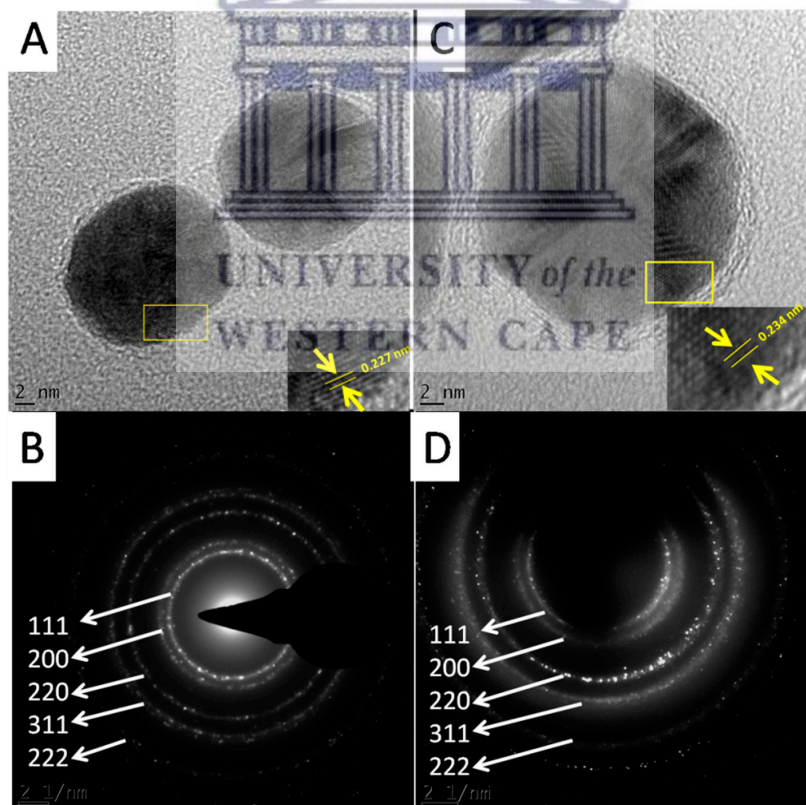 A
C
UNIVERSITY of the
WESTERN CAPE
0.227 nm
0.234 nm
2 nm
2 nm
B
D
111
200
220
311
222
111
200
220
311
222
2 1/nm
2 1/nm